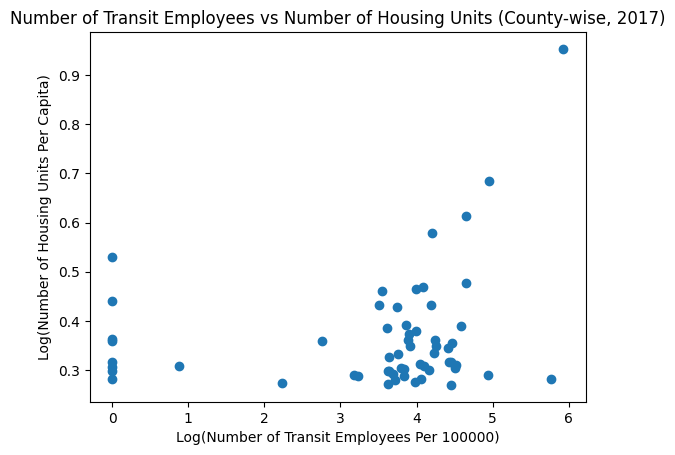 Number of Transit Employees vs Number of Housing Units (County-wise, 2017)
Log(Number of Housing Units Per Capita)
0.9
0.8
0.7
0.6
0.5
0.4
0.3
0 1 2 3 4 5 6
Log(Number of Transit Employees Per 100000)